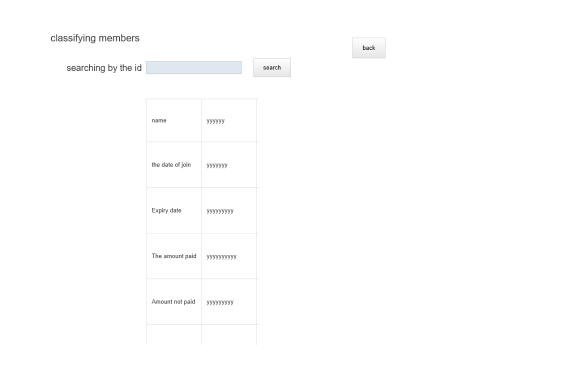 classifying members
back
searching by the id
search
name yyyyyy
the date of join yyyyyyy
Expiry date yyyyyyyyy
The amount paid yyyyyyyyyy
Amount not paid yyyyyyyyy